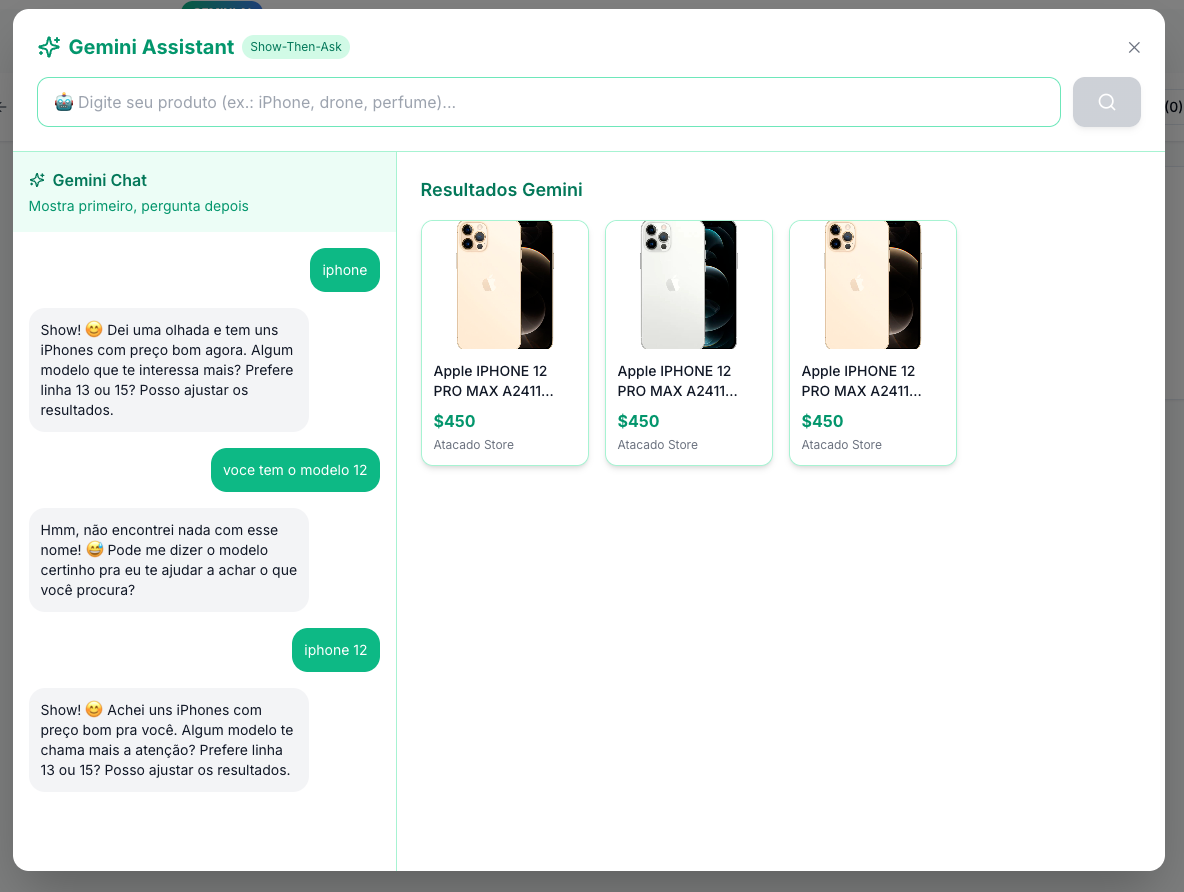 Gemini Assistant Show-Then-Ask
Digite seu produto (ex.: iPhone, drone, perfume)...
(0)
Gemini Chat
Mostra primeiro, pergunta depois
iphone
Show! 😊 Dei uma olhada e tem uns
iPhones com preço bom agora. Algum
modelo que te interessa mais? Prefere
linha 13 ou 15? Posso ajustar os
resultados.
voce tem o modelo 12
Hmm, não encontrei nada com esse
nome! 😅 Pode me dizer o modelo
certinho pra eu te ajudar a achar o que
você procura?
iphone 12
Show! 😊 Achei uns iPhones com
preço bom pra você. Algum modelo te
chama mais a atenção? Prefere linha
13 ou 15? Posso ajustar os resultados.
Resultados Gemini
Apple IPHONE 12
PRO MAX A2411...
$450
Atacado Store
Apple IPHONE 12
PRO MAX A2411...
$450
Atacado Store
Apple IPHONE 12
PRO MAX A2411...
$450
Atacado Store